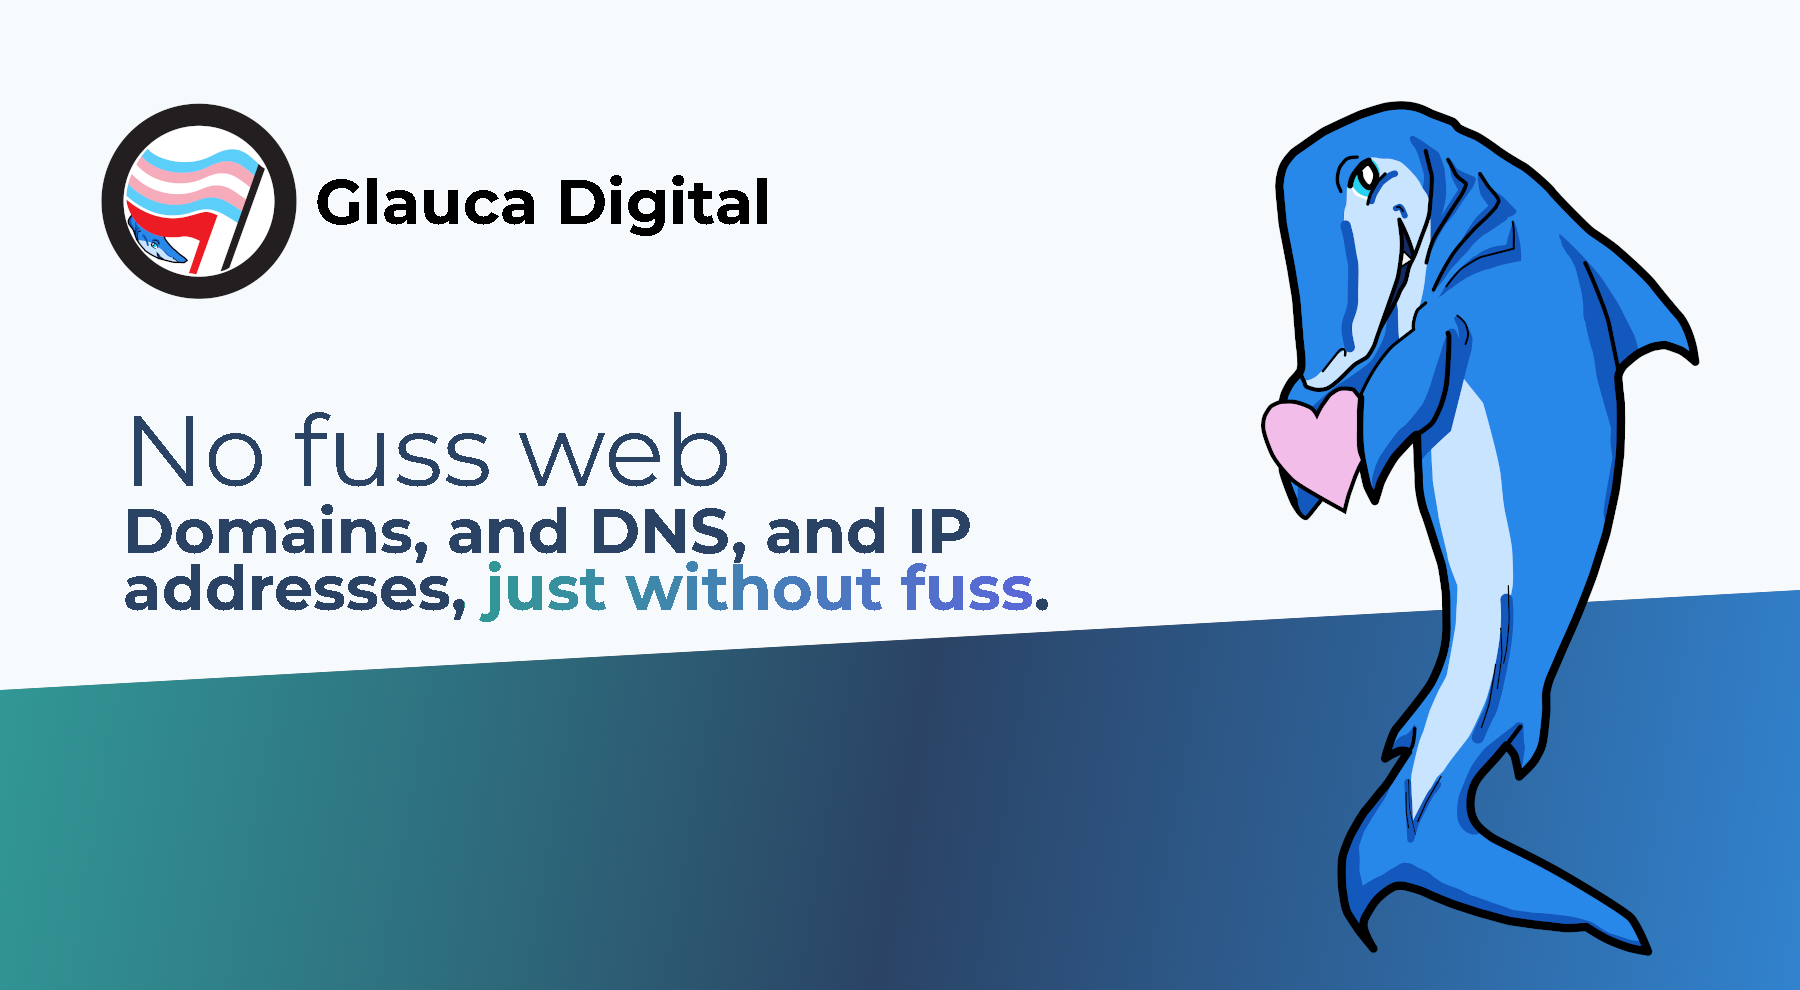 Glauca Digital
No fuss web
Domains, and DNS, and IP
addresses, just without fuss.